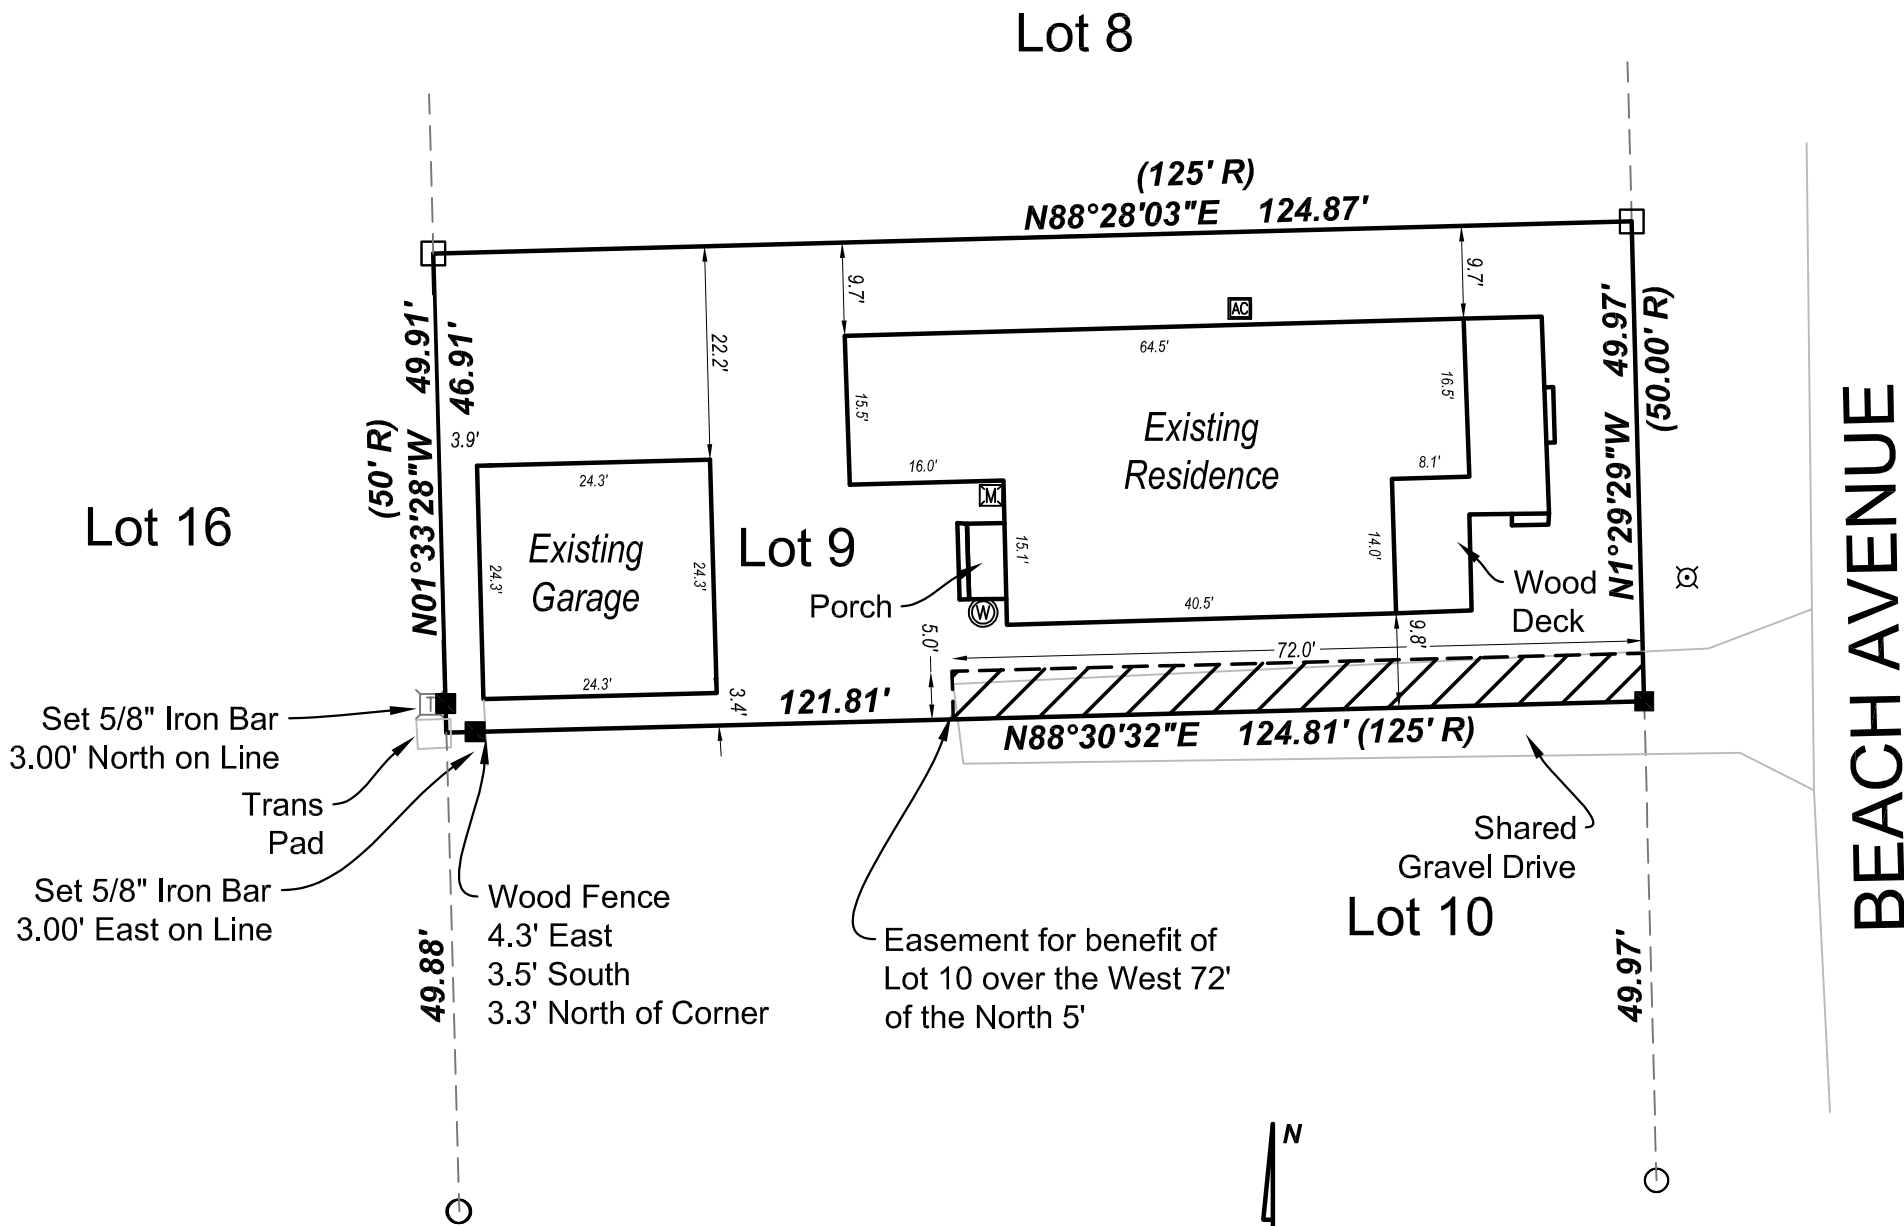 Lot 8
(125' R)
N88°28'03"E 124.87'
9.7'
9.7'
22.2'
AC
64.5'
49.91'
46.91'
(50' R)
N01°33'28"W
3.9'
49.97'
(50.00' R)
N1°29'29"W
15.5'
16.5'
Existing
Residence
16.0'
8.1'
M
24.3'
Lot 16
Existing
Garage
24.3'
24.3'
24.3'
Lot 9
Porch
W
15.1'
14.0'
40.5'
Wood
Deck
BEACH AVENUE
5.0'
9.8'
72.0'
3.4'
121.81'
N88°30'32"E 124.81' (125' R)
T
Set 5/8" Iron Bar
3.00' North on Line
Trans
Pad
Set 5/8" Iron Bar
3.00' East on Line
Wood Fence
4.3' East
3.5' South
3.3' North of Corner
Easement for benefit of
Lot 10 over the West 72'
of the North 5'
Shared
Gravel Drive
Lot 10
49.88'
49.97'
N